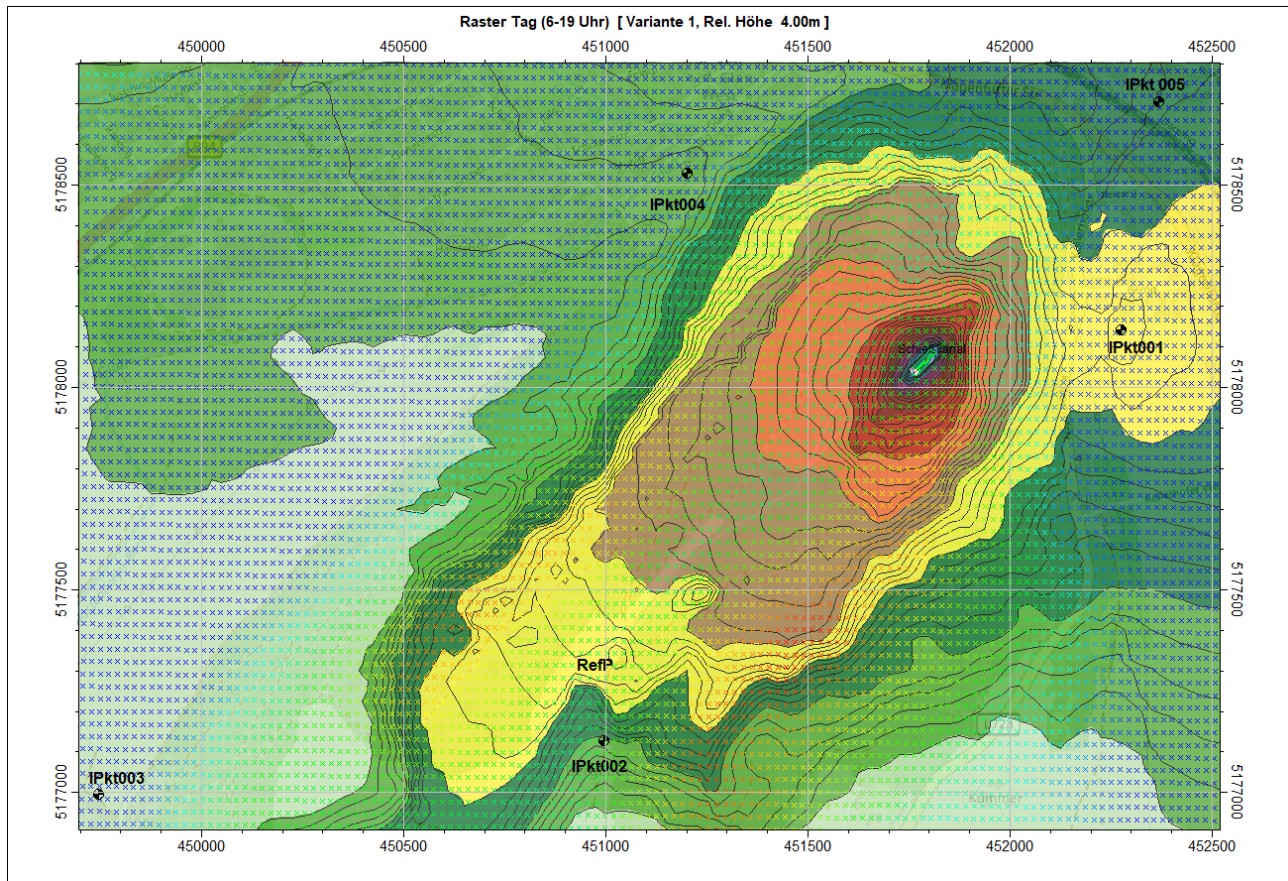 Raster Tag (6-19 Uhr) [ Variante 1, Rel. Höhe 4.00m ]
450000 450500 451000 451500 452000 452500
IPkt 005
5178500 5178500
IPkt004
Schießkanal
IPkt001
5178000 5178000
5177500 5177500
RefP
IPkt002
IPkt003
5177000 5177000
Kummer
450000 450500 451000 451500 452000 452500